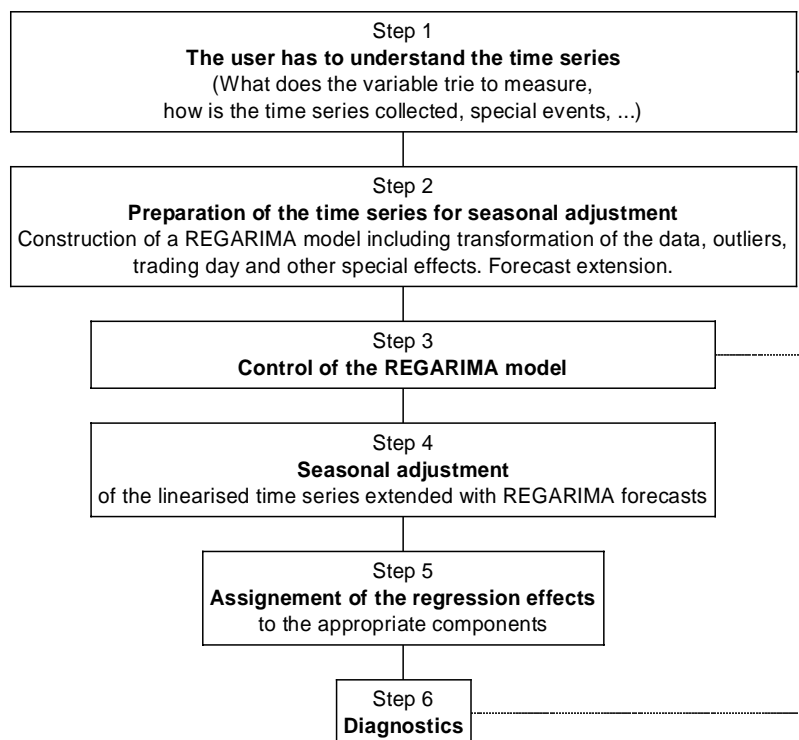 Step 1
The user has to understand the time series
(What does the variable trie to measure,
how is the time series collected, special events, ...)
Step 2
Preparation of the time series for seasonal adjustment
Construction of a REGARIMA model including transformation of the data, outliers,
trading day and other special effects. Forecast extension.
Step 3
Control of the REGARIMA model
Step 4
Seasonal adjustment
of the linearised time series extended with REGARIMA forecasts
Step 5
Assignement of the regression effects
to the appropriate components
Step 6
Diagnostics